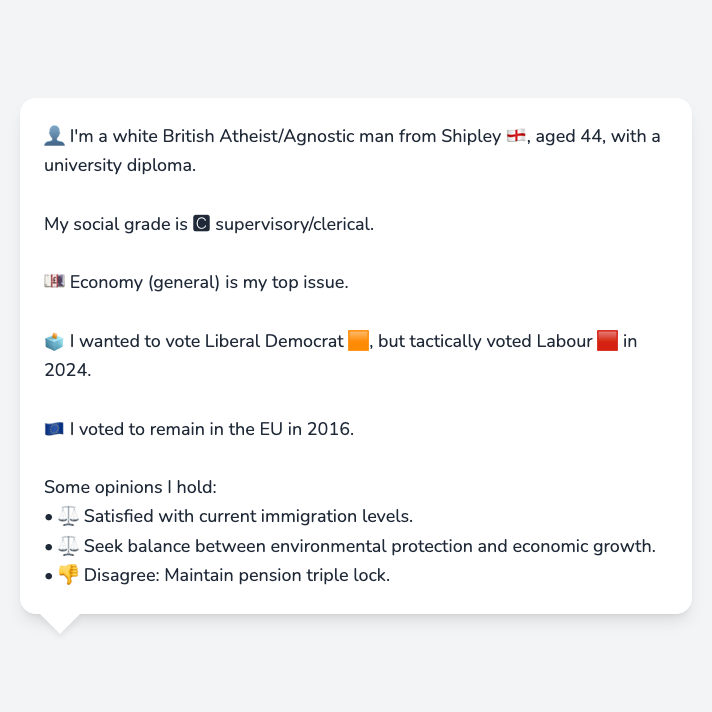 👤 I'm a white British Atheist/Agnostic man from Shipley 🏴󠁧󠁢󠁥󠁮󠁧󠁿, aged 44, with a
university diploma.
My social grade is 🅲 supervisory/clerical.
💷 Economy (general) is my top issue.
🗳️ I wanted to vote Liberal Democrat 🟧, but tactically voted Labour 🟥 in
2024.
🇪🇺 I voted to remain in the EU in 2016.
Some opinions I hold:
• ⚖️ Satisfied with current immigration levels.
• ⚖️ Seek balance between environmental protection and economic growth.
• 👎 Disagree: Maintain pension triple lock.